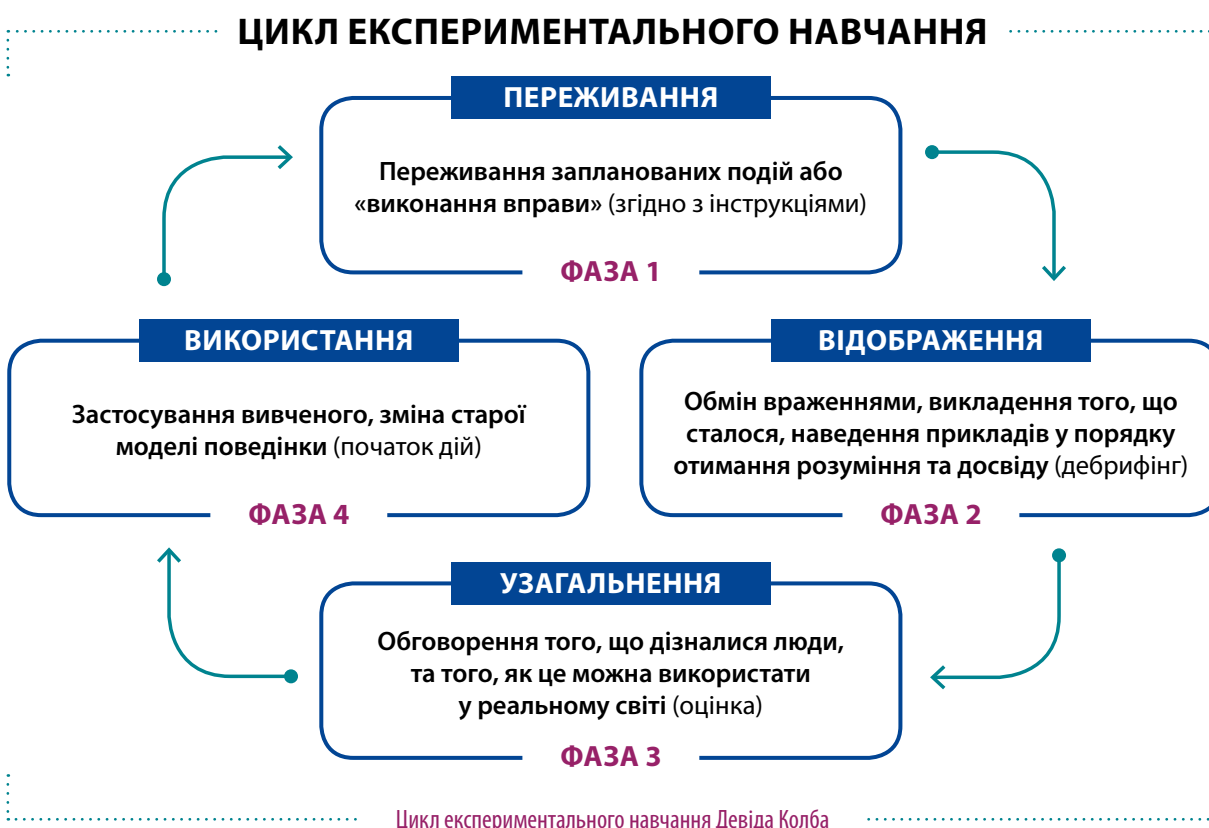 ЦИКЛ ЕКСПЕРИМЕНТАЛЬНОГО НАВЧАННЯ
ПЕРЕЖИВАННЯ
Переживання запланованих подій або
«виконання вправи» (згідно з інструкціями)
ФАЗА 1
ВІДОБРАЖЕННЯ
Обмін враженнями, викладення того, що
сталося, наведення прикладів у порядку
отимання розуміння та досвіду (дебрифінг)
ФАЗА 2
УЗАГАЛЬНЕННЯ
Обговорення того, що дізналися люди,
та того, як це можна використати
у реальному світі (оцінка)
ФАЗА 3
ВИКОРИСТАННЯ
Застосування вивченого, зміна старої
моделі поведінки (початок дій)
ФАЗА 4
Цикл експериментального навчання Девіда Колба